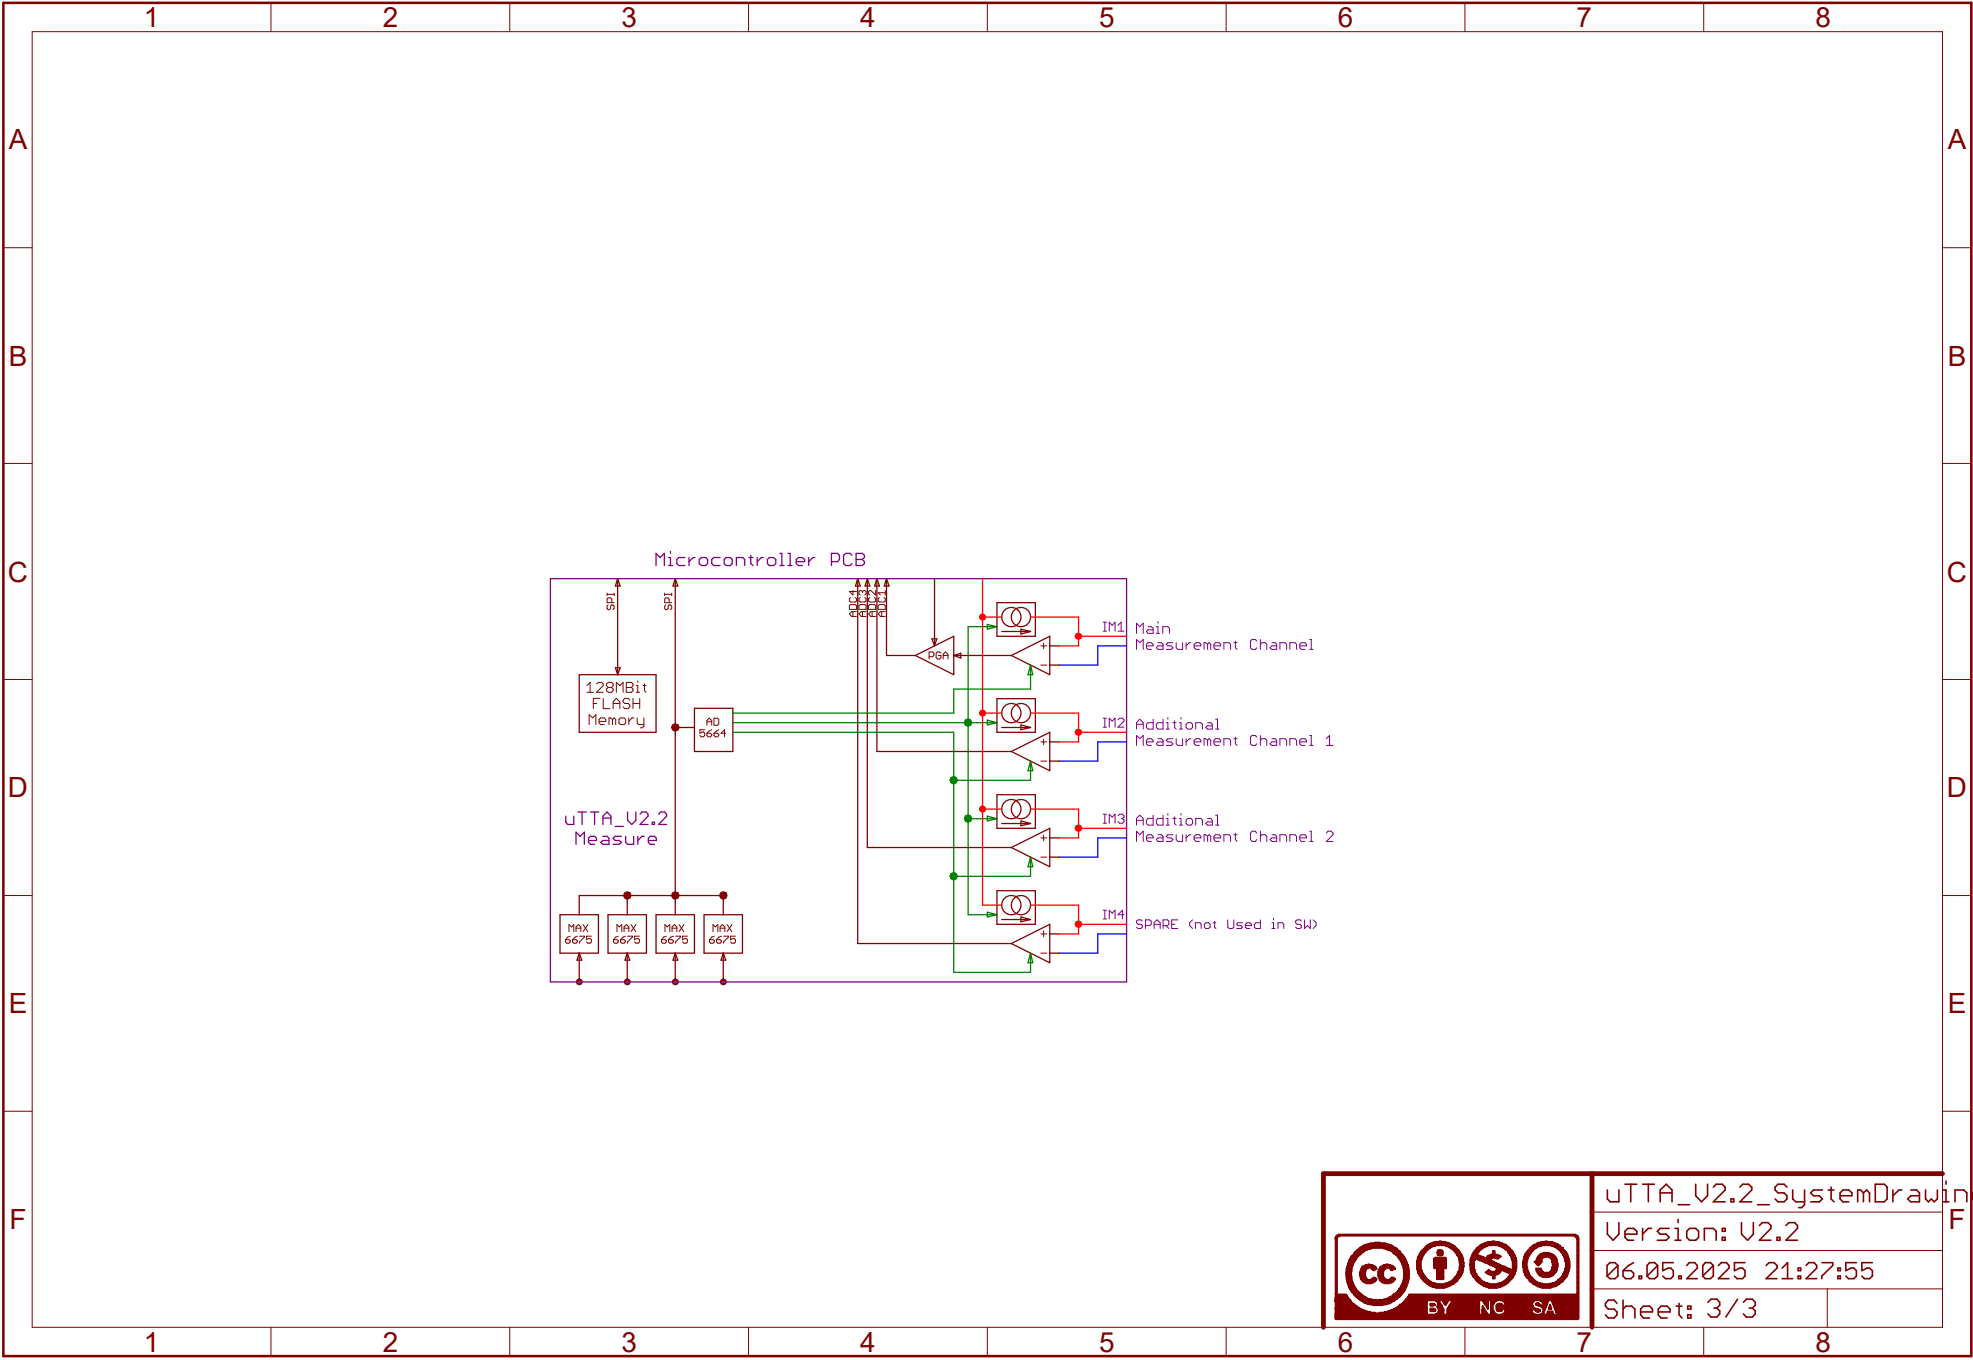 1 2 3 4 5 6 7 8
A A
B B
C C
D D
E E
F F
Microcontroller PCB
SPI SPI ADC4 ADC3 ADC2 ADC1
PGA
+
-
IM1 Main
Measurement Channel
128MBit
FLASH
Memory
AD
5664
+
-
IM2 Additional
Measurement Channel 1
uTTA_V2.2
Measure
+
-
IM3 Additional
Measurement Channel 2
+
-
IM4 SPARE (not Used in SW)
MAX
6675
MAX
6675
MAX
6675
MAX
6675
cc
BY NC SA
uTTA_V2.2_SystemDrawin
Version: V2.2
06.05.2025 21:27:55
Sheet: 3/3
1 2 3 4 5 6 7 8